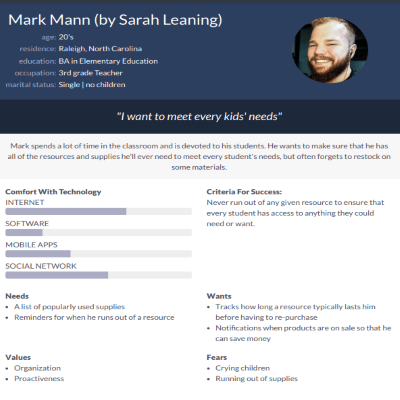 Mark Mann (by Sarah Leaning)
age: 20's
residence: Raleigh, North Carolina
education: BA in Elementary Education
occupation: 3rd grade Teacher
marital status: Single | no children
"I want to meet every kids' needs"
Mark spends a lot of time in the classroom and is devoted to his students. He wants to make sure that he has
all of the resources and supplies he'll ever need to meet every student's needs, but often forgets to restock on
some materials.
Comfort With Technology
INTERNET
SOFTWARE
MOBILE APPS
SOCIAL NETWORK
Criteria For Success:
Never run out of any given resource to ensure that
every student has access to anything they could
need or want.
Needs
• A list of popularly used supplies
• Reminders for when he runs out of a resource
Wants
• Tracks how long a resource typically lasts him
before having to re-purchase
• Notifications when products are on sale so that he
can save money
Values
• Organization
• Proactiveness
Fears
• Crying children
• Running out of supplies